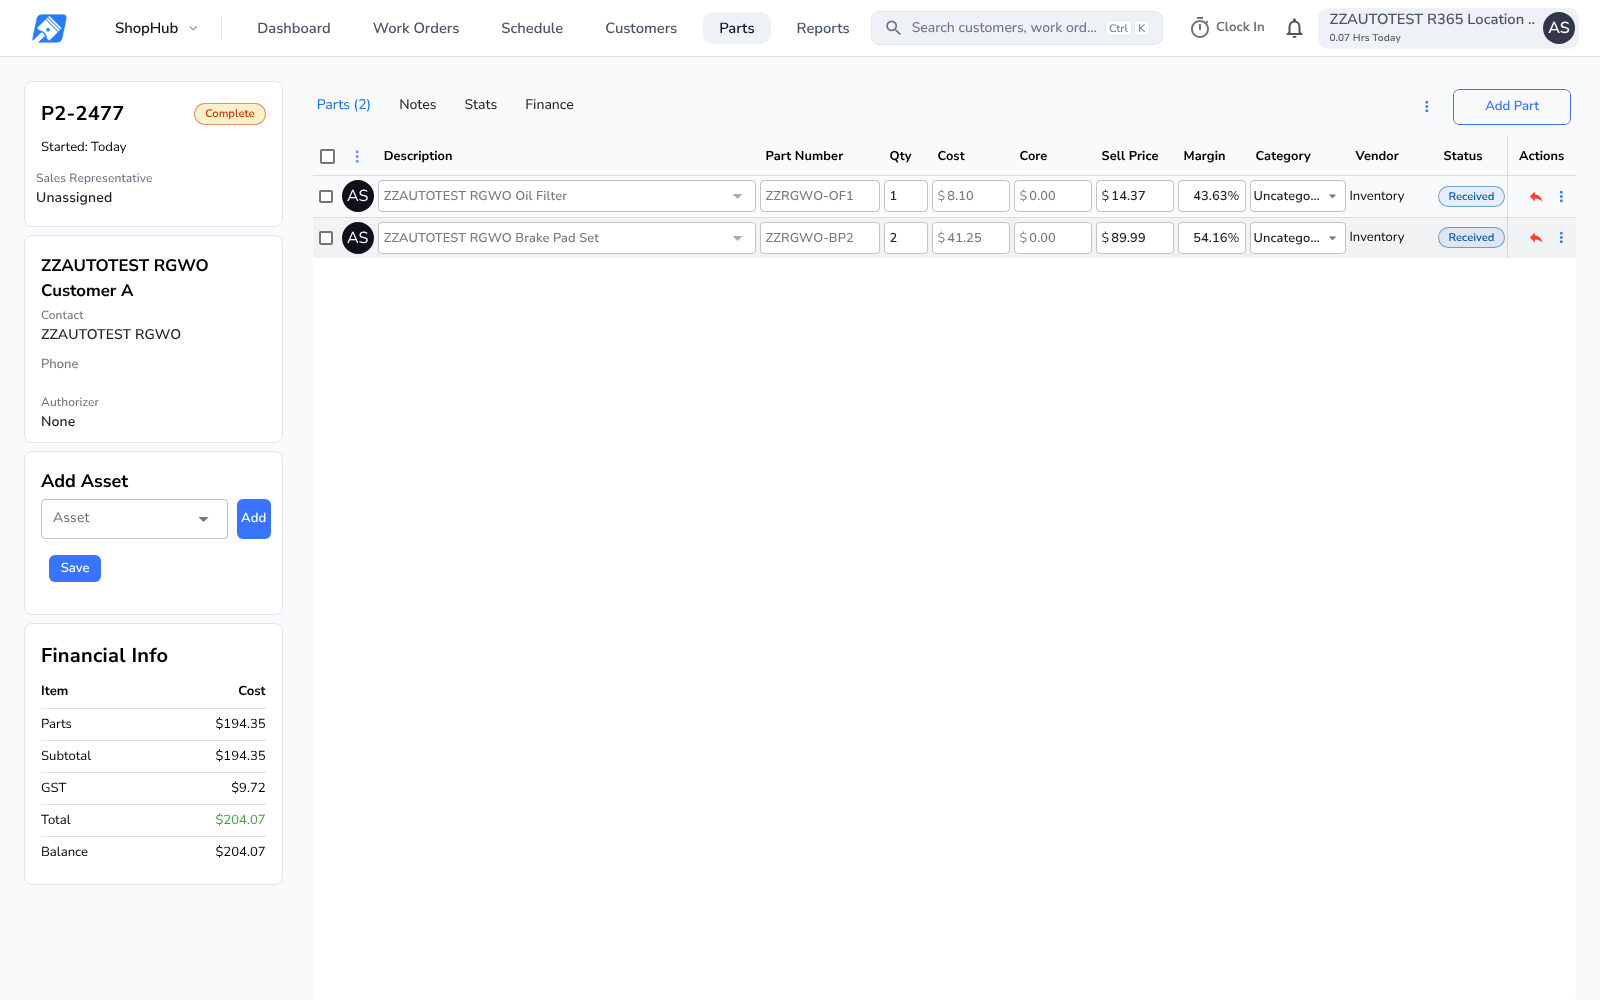 ShopHub
Dashboard
Work Orders
Schedule
Customers
Parts
Reports
Search customers, work ord...
Ctrl
K
Clock In
ZZAUTOTEST R365 Location ..
0.07 Hrs Today
AS
P2-2477
Complete
Started: Today
Sales Representative
Unassigned
ZZAUTOTEST RGWO
Customer A
Contact
ZZAUTOTEST RGWO
Phone
Authorizer
None
Add Asset
Asset
Add
Save
Financial Info
Item Cost
Parts $194.35
Subtotal $194.35
GST $9.72
Total $204.07
Balance $204.07
Parts (2)
Notes
Stats
Finance
Add Part
Description Part Number Qty Cost Core Sell Price Margin Category Vendor Status Actions
AS ZZAUTOTEST RGWO Oil Filter ZZRGWO-OF1 1 $ 8.10 $ 0.00 $ 14.37 43.63% Uncatego... Inventory Received
AS ZZAUTOTEST RGWO Brake Pad Set ZZRGWO-BP2 2 $ 41.25 $ 0.00 $ 89.99 54.16% Uncatego... Inventory Received